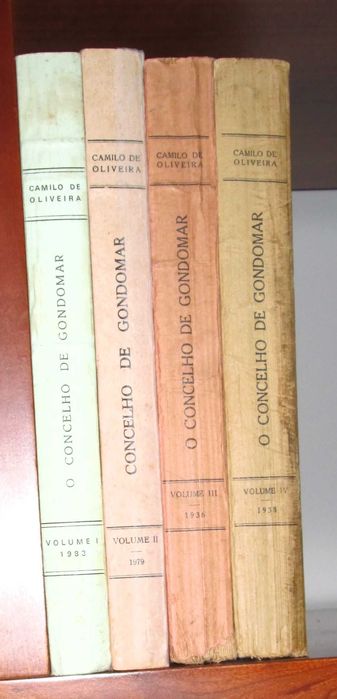 CAMILO DE
OLIVEIRA
O CONCELHO DE GONDOMAR
VOLUME I
1983
CAMILO DE
OLIVEIRA
CONCELHO DE GONDOMAR
VOLUME II
1979
CAMILO DE
OLIVEIRA
O CONCELHO DE GONDOMAR
VOLUME III
1936
CAMILO DE
OLIVEIRA
O CONCELHO DE GONDOMAR
VOLUME IV
1938